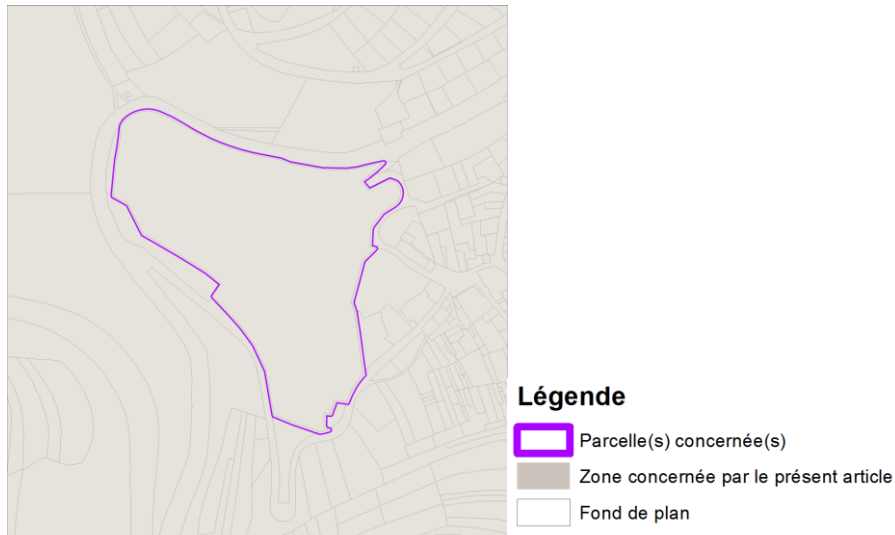 Légende
Parcelle(s) concernée(s)
Zone concernée par le présent article
Fond de plan